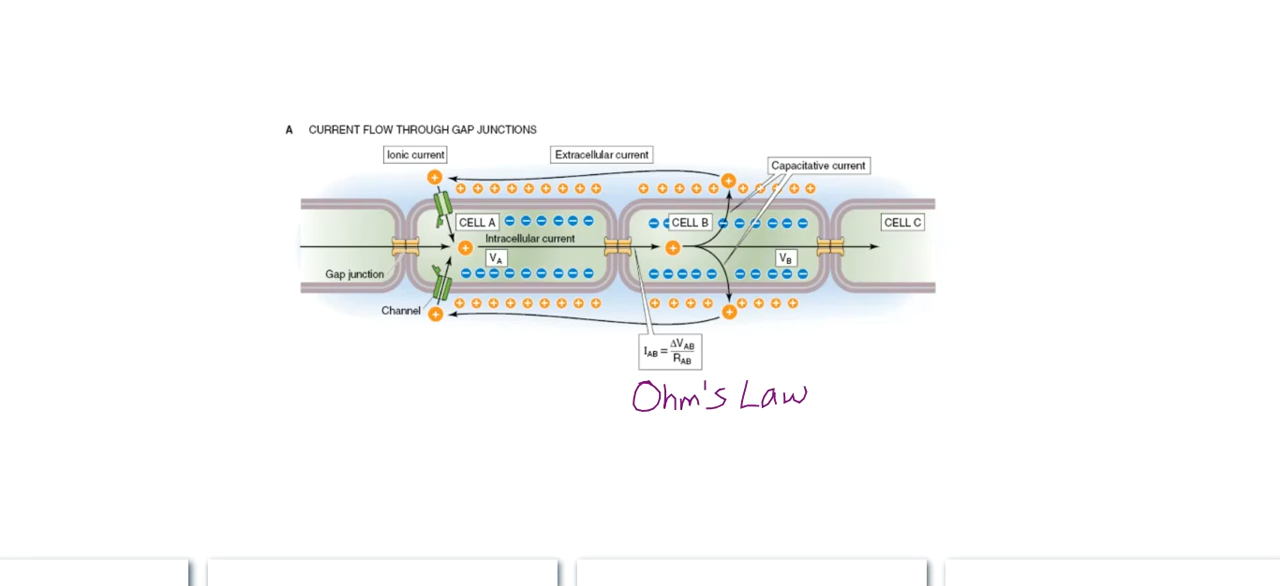 A CURRENT FLOW THROUGH GAP JUNCTIONS
Ionic current
Extracellular current
Capacitative current
CELL A
CELL B
CELL C
Intracellular current
VA
VB
Gap junction
Channel
IAB = ΔVAB
RAB
Ohm's Law